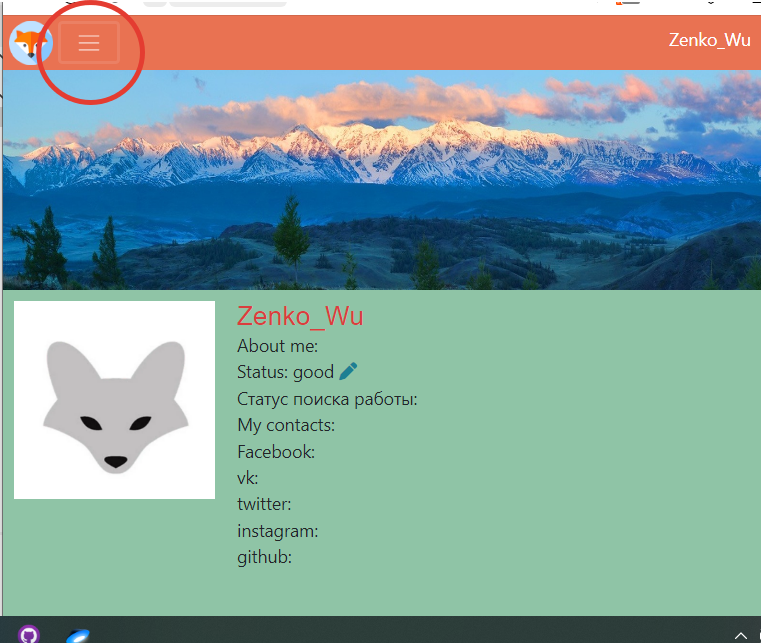 Zenko_Wu
Zenko_Wu
About me:
Status: good
Статус поиска работы:
My contacts:
Facebook:
vk:
twitter:
instagram:
github: